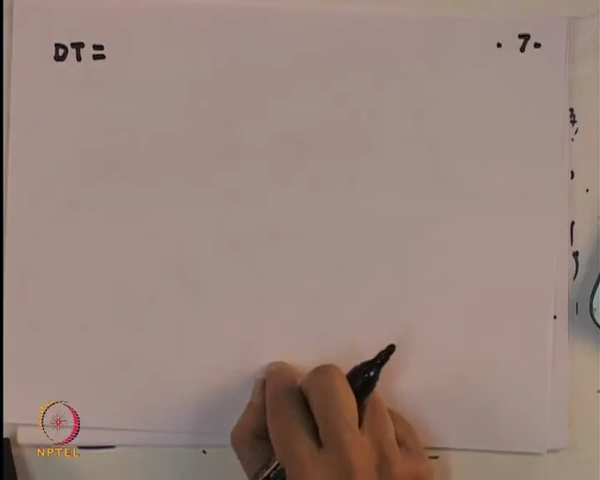 DT =
. 7.
NPTEL